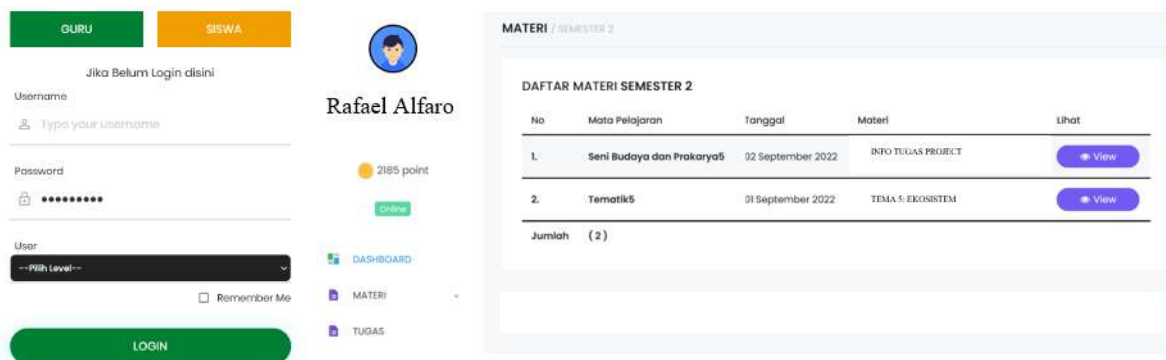 GURU
SISWA
Jika Belum Login disini
Username
Type your username
Password
User
--Pilih Level--
Remember Me
LOGIN
Rafael Alfaro
2185 point
Online
DASHBOARD
MATERI
TUGAS
MATERI / SEMESTER 2
DAFTAR MATERI SEMESTER 2
No Mata Pelajaran Tanggal Materi Lihat
1. Seni Budaya dan Prakarya5 02 September 2022 INFO TUGAS PROJECT View
2. Tematik5 01 September 2022 TEMA 5: EKOSISTEM View
Jumlah ( 2 )